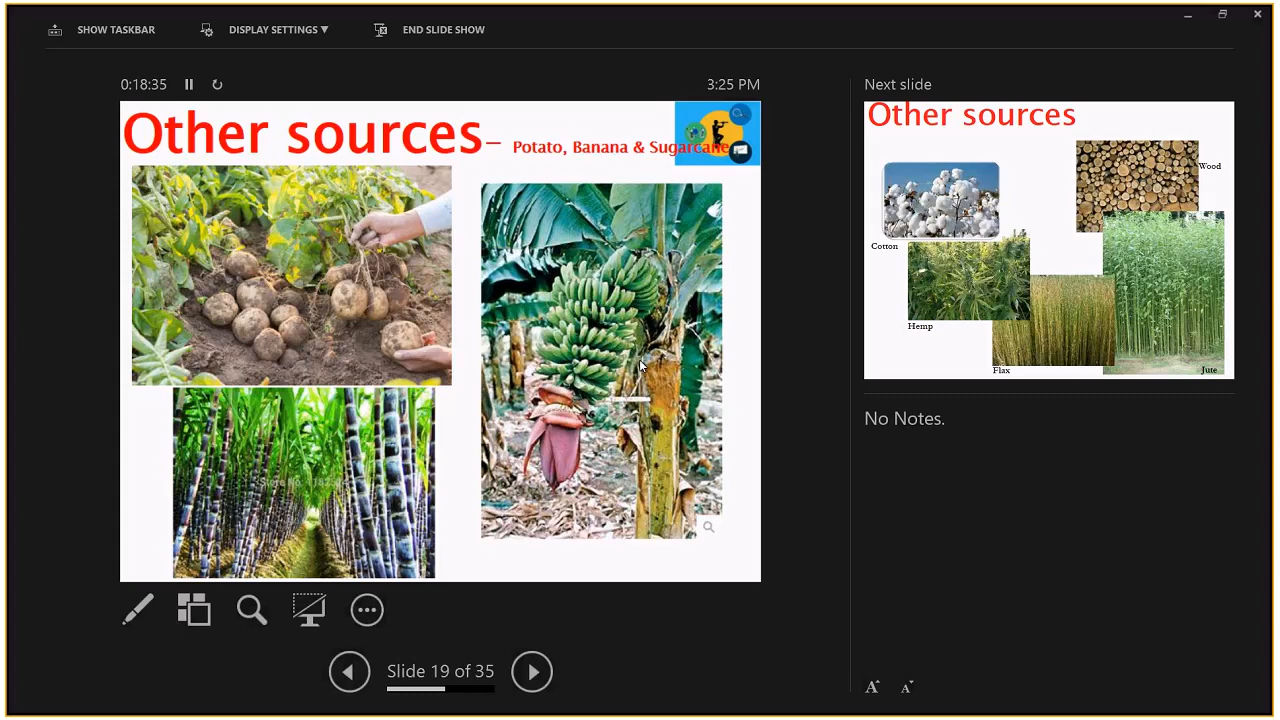 SHOW TASKBAR
DISPLAY SETTINGS ▼
END SLIDE SHOW
0:18:35
3:25 PM
Other sources– Potato, Banana & Sugarcane
Next slide
Other sources
Wood
Cotton
Hemp
Flax
Jute
No Notes.
Slide 19 of 35
A A